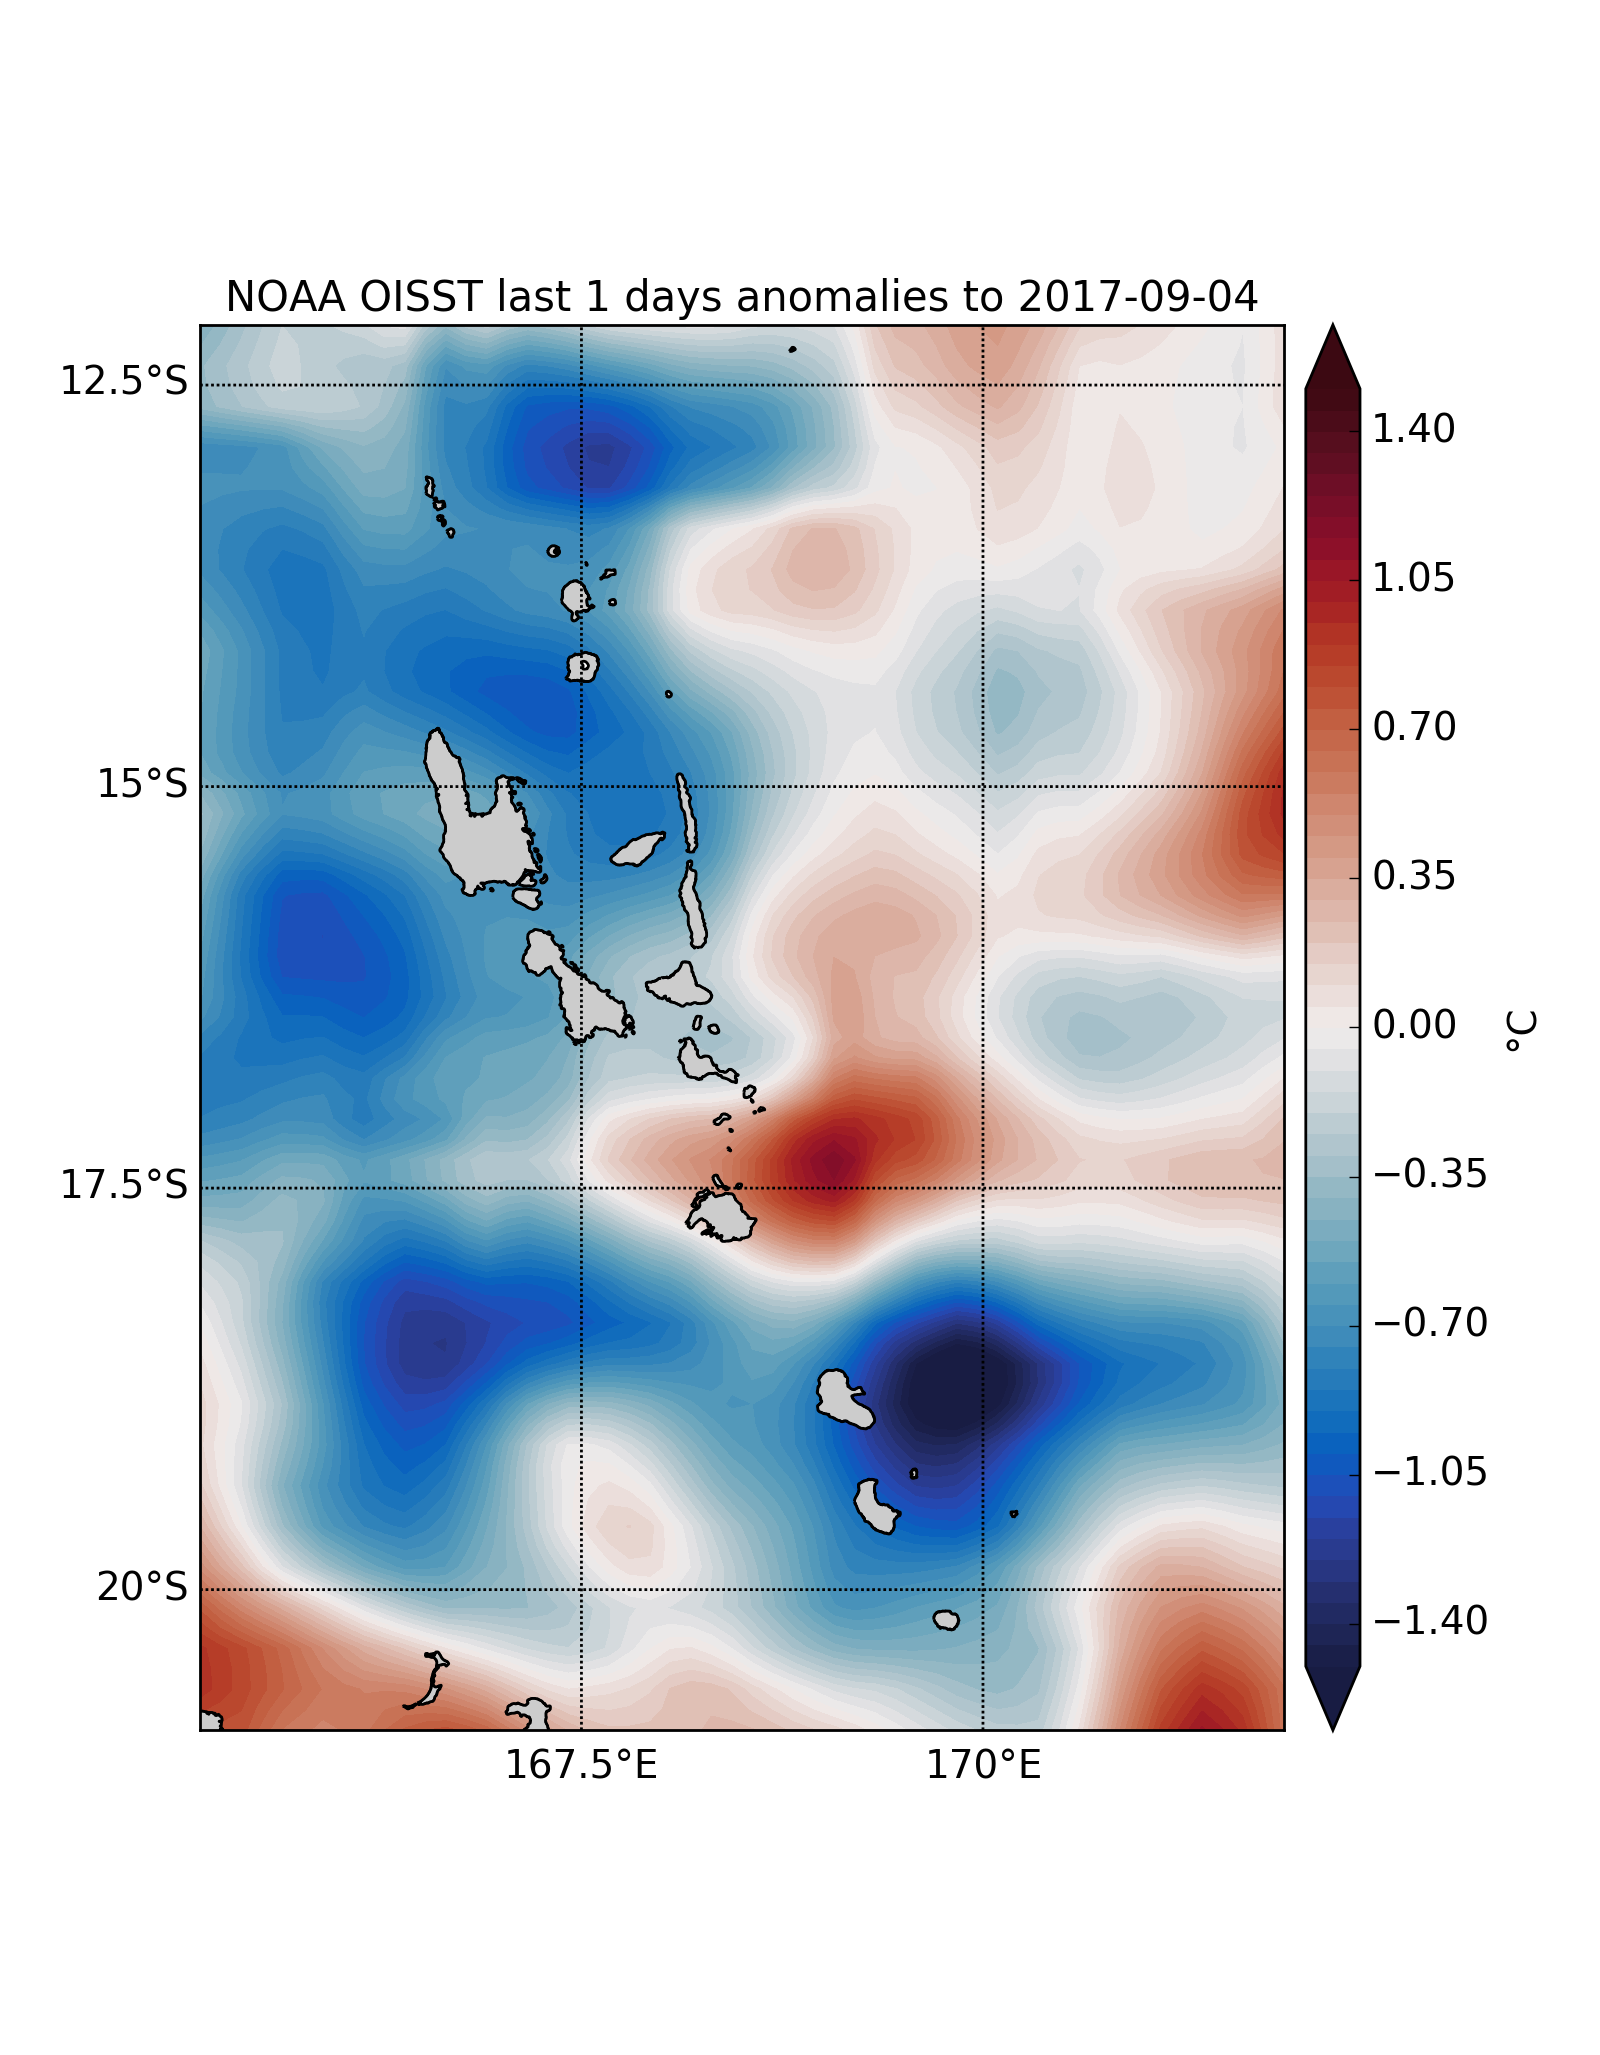 NOAA OISST last 1 days anomalies to 2017-09-04
12.5°S
15°S
17.5°S
20°S
167.5°E
170°E
1.40
1.05
0.70
0.35
0.00
−0.35
−0.70
−1.05
−1.40
°C